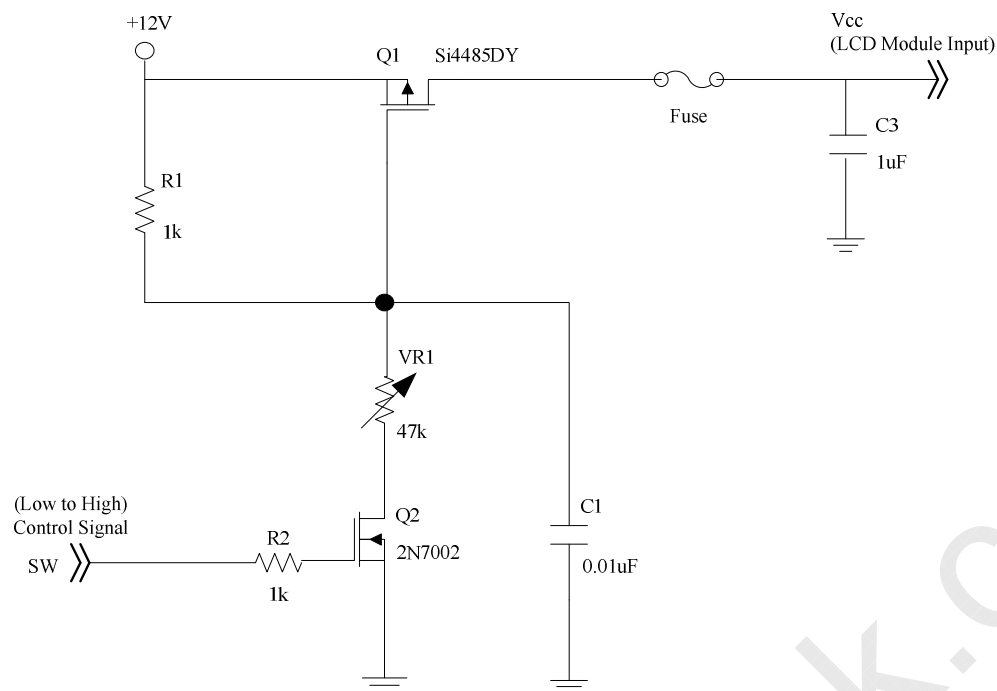 +12V
Q1
Si4485DY
Vcc
(LCD Module Input)
Fuse
C3
1uF
R1
1k
VR1
47k
(Low to High)
Control Signal
SW
R2
1k
Q2
2N7002
C1
0.01uF